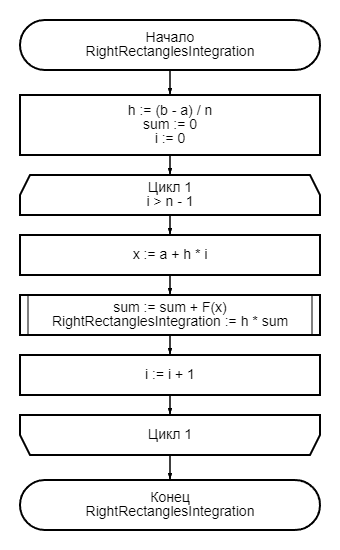 Начало
RightRectanglesIntegration
h := (b - a) / n
sum := 0
i := 0
Цикл 1
i > n - 1
x := a + h * i
sum := sum + F(x)
RightRectanglesIntegration := h * sum
i := i + 1
Цикл 1
Конец
RightRectanglesIntegration